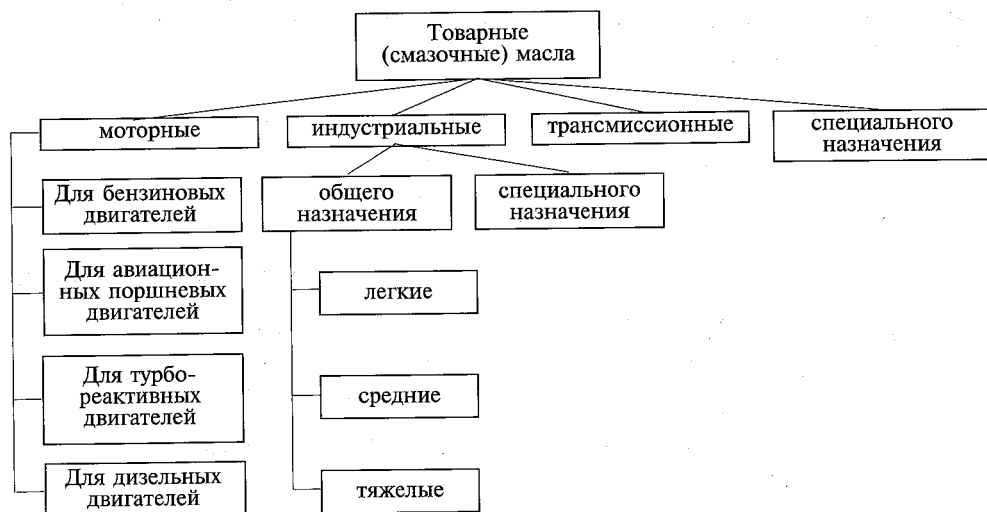 Товарные
(смазочные) масла
моторные
индустриальные
трансмиссионные
специального
назначения
Для бензиновых
двигателей
общего
назначения
специального
назначения
Для авиацион-
ных поршневых
двигателей
легкие
Для турбо-
реактивных
двигателей
средние
Для дизельных
двигателей
тяжелые